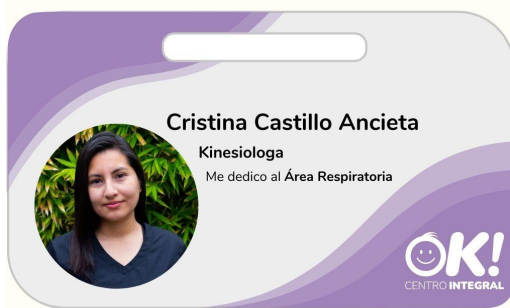 Cristina Castillo Ancieta
Kinesiologa
Me dedico al Área Respiratoria
OK!
CENTRO INTEGRAL